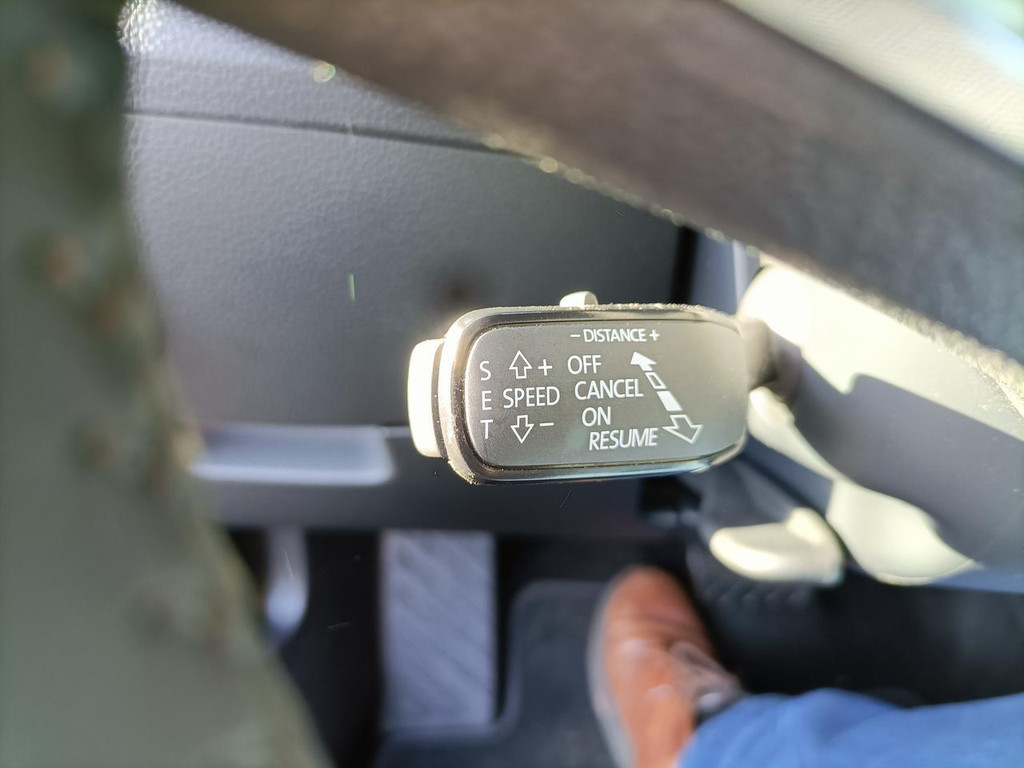 - DISTANCE +
S + OFF
E SPEED CANCEL
T - ON
RESUME